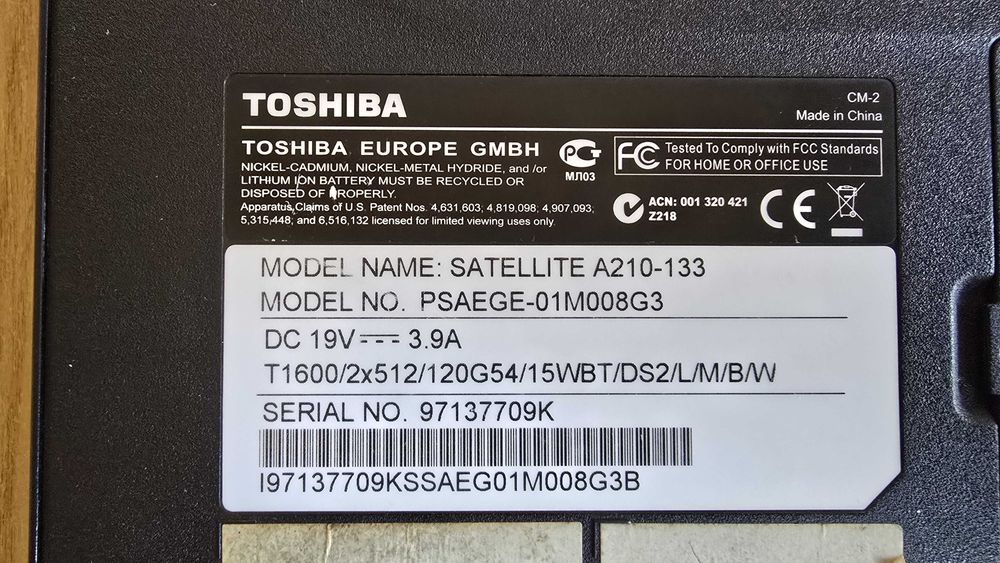 TOSHIBA
CM-2
Made in China
TOSHIBA EUROPE GMBH
NICKEL-CADMIUM, NICKEL-METAL HYDRIDE, and /or
LITHIUM ION BATTERY MUST BE RECYCLED OR
DISPOSED OF PROPERLY.
Apparatus Claims of U.S. Patent Nos. 4,631,603; 4,819,098; 4,907,093;
5,315,448; and 6,516,132 licensed for limited viewing uses only.
МЛ03
FC Tested To Comply with FCC Standards
FOR HOME OR OFFICE USE
ACN: 001 320 421
Z218
CE
MODEL NAME: SATELLITE A210-133
MODEL NO. PSAEGE-01M008G3
DC 19V 3.9A
T1600/2x512/120G54/15WBT/DS2/L/M/B/W
SERIAL NO. 97137709K
I97137709KSSAEG01M008G3B